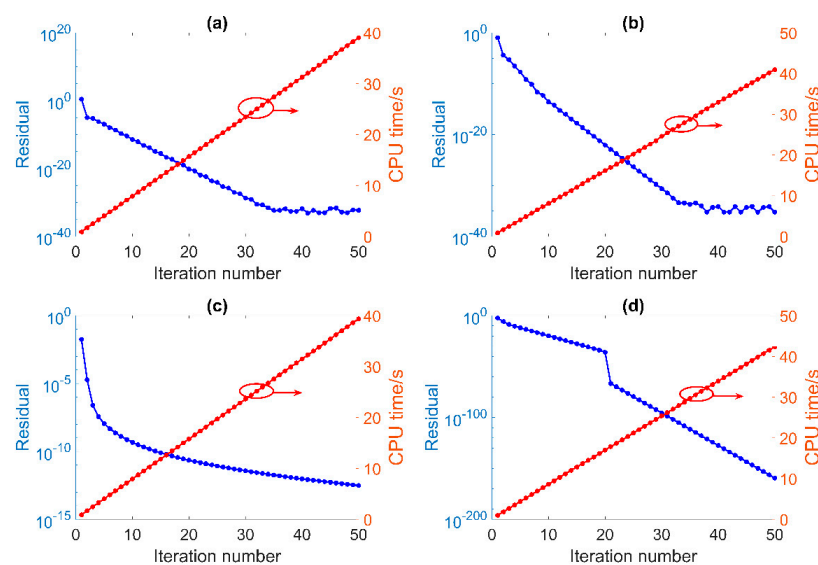 (a)
10^20
10^0
10^-20
10^-40
Residual
0 10 20 30 40 50
Iteration number
40
30
20
10
0
CPU time/s
(b)
10^0
10^-20
10^-40
Residual
0 10 20 30 40 50
Iteration number
50
40
30
20
10
0
CPU time/s
(c)
10^0
10^-5
10^-10
10^-15
Residual
0 10 20 30 40 50
Iteration number
40
30
20
10
0
CPU time/s
(d)
10^0
10^-100
10^-200
Residual
0 10 20 30 40 50
Iteration number
50
40
30
20
10
0
CPU time/s